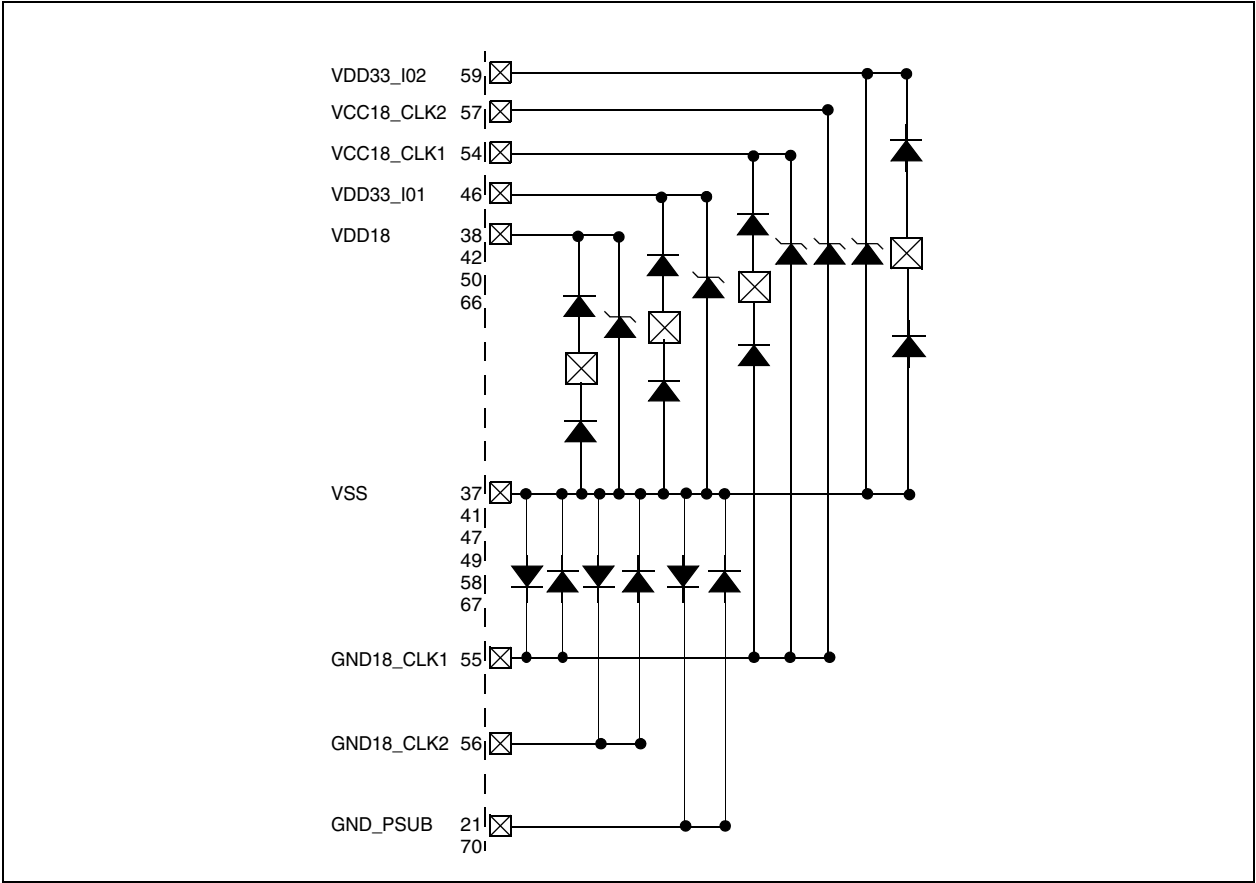 VDD33_I02 59
VCC18_CLK2 57
VCC18_CLK1 54
VDD33_I01 46
VDD18 38
42
50
66
VSS 37
41
47
49
58
67
GND18_CLK1 55
GND18_CLK2 56
GND_PSUB 21
70